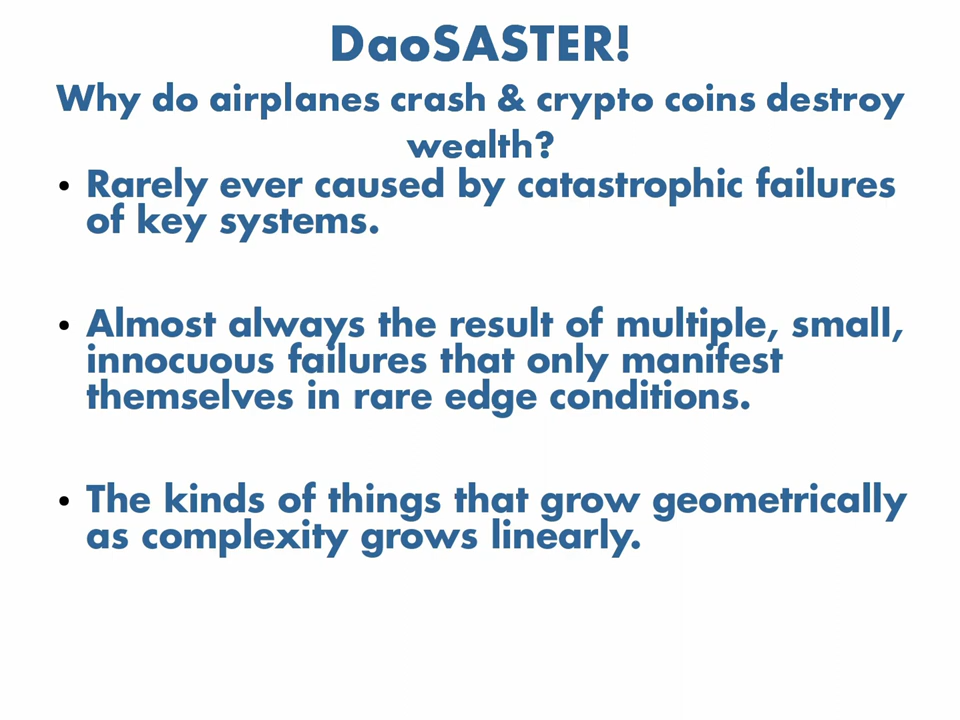 DaoSASTER!
Why do airplanes crash & crypto coins destroy
wealth?
• Rarely ever caused by catastrophic failures
of key systems.
• Almost always the result of multiple, small,
innocuous failures that only manifest
themselves in rare edge conditions.
• The kinds of things that grow geometrically
as complexity grows linearly.